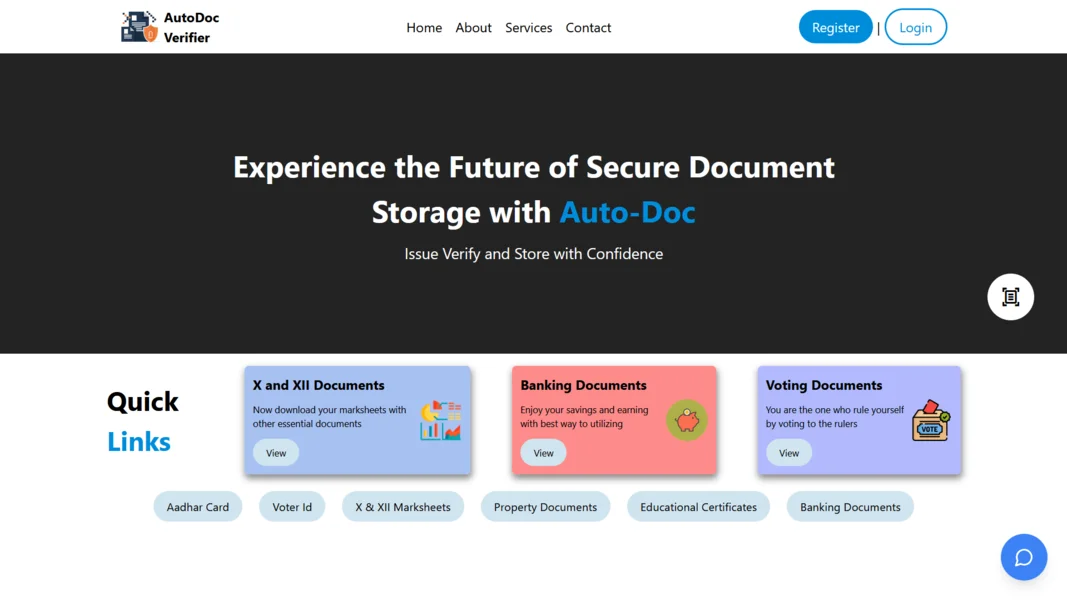 AutoDoc
Verifier
Home About Services Contact
Register | Login
Experience the Future of Secure Document
Storage with Auto-Doc
Issue Verify and Store with Confidence
Quick
Links
X and XII Documents
Now download your marksheets with
other essential documents
View
Banking Documents
Enjoy your savings and earning
with best way to utilizing
View
Voting Documents
You are the one who rule yourself
by voting to the rulers
View
VOTE
Aadhar Card
Voter Id
X & XII Marksheets
Property Documents
Educational Certificates
Banking Documents